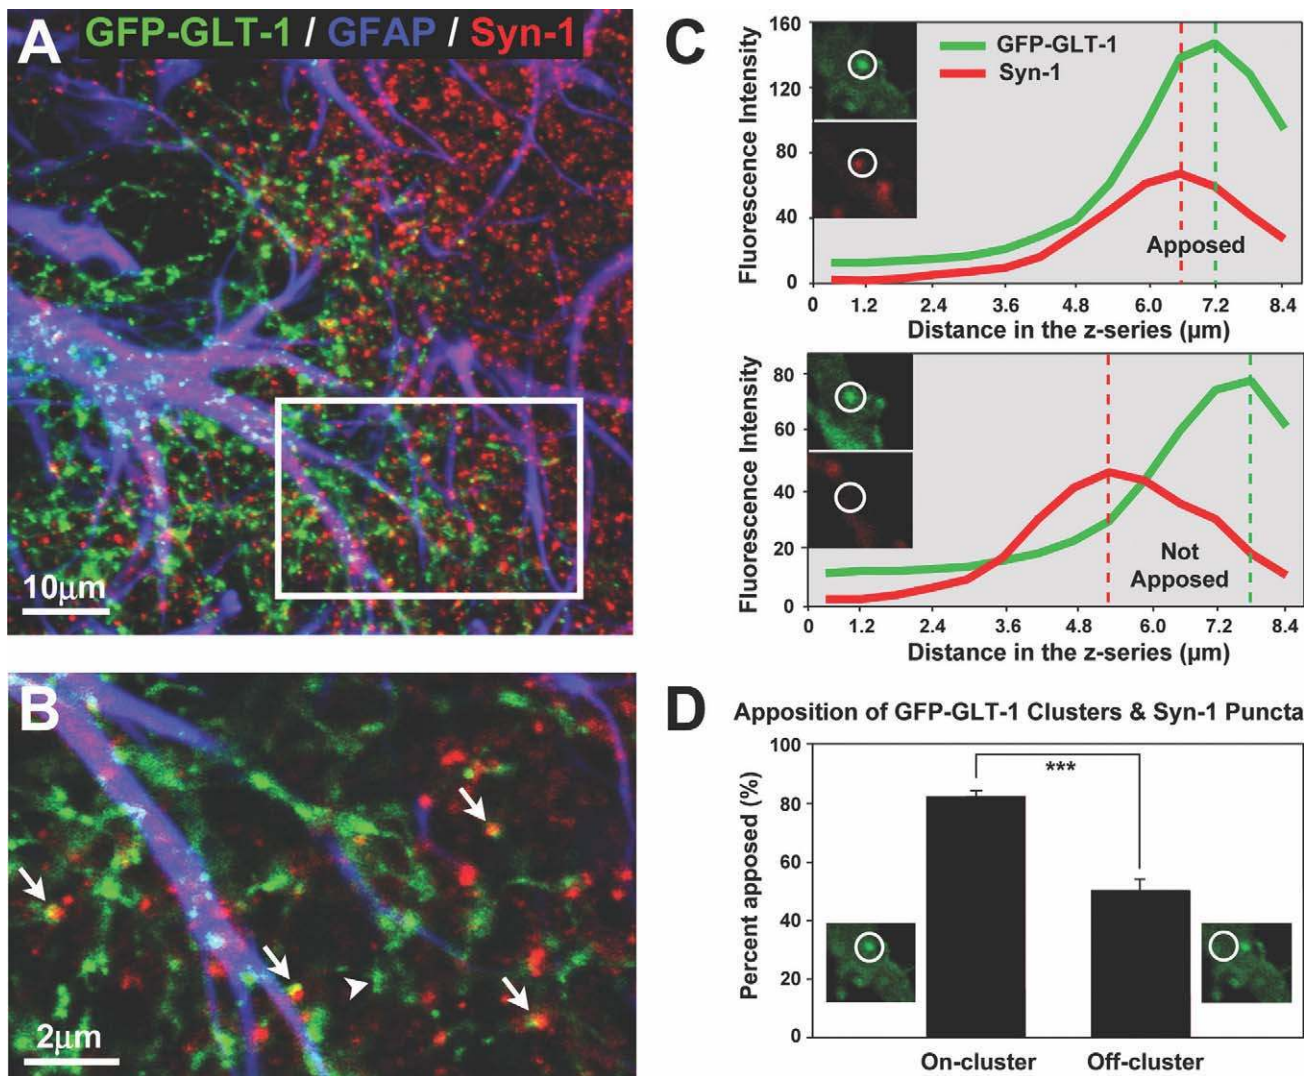 A GFP-GLT-1 / GFAP / Syn-1
10µm
B
2µm
C
Fluorescence Intensity
160
120
80
40
0
GFP-GLT-1
Syn-1
Apposed
0 1.2 2.4 3.6 4.8 6.0 7.2 8.4
Distance in the z-series (µm)
Fluorescence Intensity
80
60
40
20
0
Not
Apposed
0 1.2 2.4 3.6 4.8 6.0 7.2 8.4
Distance in the z-series (µm)
D Apposition of GFP-GLT-1 Clusters & Syn-1 Puncta
Percent apposed (%)
100
80
60
40
20
0
***
On-cluster Off-cluster